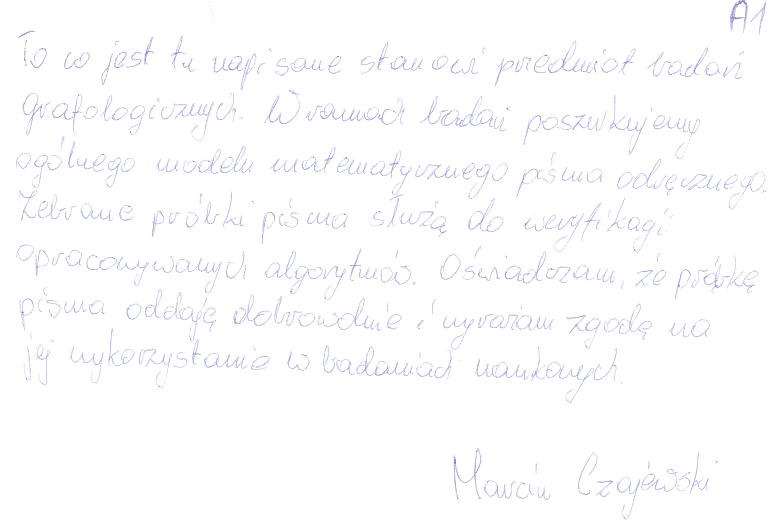 A1
To co jest tu napisane stanowi przedmiot badań
grafologicznych. W ramach badań poszukujemy
ogólnego modelu matematycznego pisma odręcznego.
Zebrane próbki pisma służą do weryfikacji
opracowywanych algorytmów. Oświadczam, że próbkę
pisma oddaję dobrowolnie i wyrażam zgodę na
jej wykorzystanie w badaniach naukowych.
Marcin Czajewski